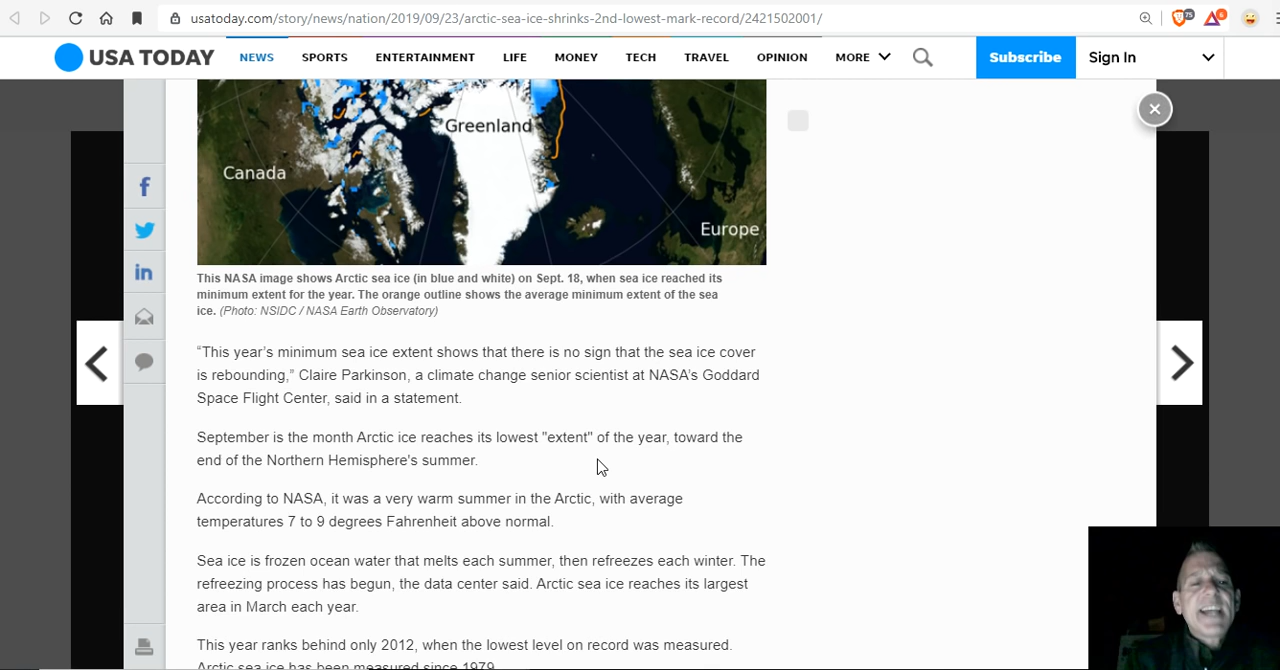 usatoday.com/story/news/nation/2019/09/23/arctic-sea-ice-shrinks-2nd-lowest-mark-record/2421502001/
75
6
USA TODAY
NEWS
SPORTS
ENTERTAINMENT
LIFE
MONEY
TECH
TRAVEL
OPINION
MORE
Subscribe
Sign In
Greenland
Canada
Europe
This NASA image shows Arctic sea ice (in blue and white) on Sept. 18, when sea ice reached its
minimum extent for the year. The orange outline shows the average minimum extent of the sea
ice. (Photo: NSIDC / NASA Earth Observatory)
“This year’s minimum sea ice extent shows that there is no sign that the sea ice cover
is rebounding,” Claire Parkinson, a climate change senior scientist at NASA’s Goddard
Space Flight Center, said in a statement.
September is the month Arctic ice reaches its lowest "extent" of the year, toward the
end of the Northern Hemisphere's summer.
According to NASA, it was a very warm summer in the Arctic, with average
temperatures 7 to 9 degrees Fahrenheit above normal.
Sea ice is frozen ocean water that melts each summer, then refreezes each winter. The
refreezing process has begun, the data center said. Arctic sea ice reaches its largest
area in March each year.
This year ranks behind only 2012, when the lowest level on record was measured.
Arctic sea ice has been measured since 1979.